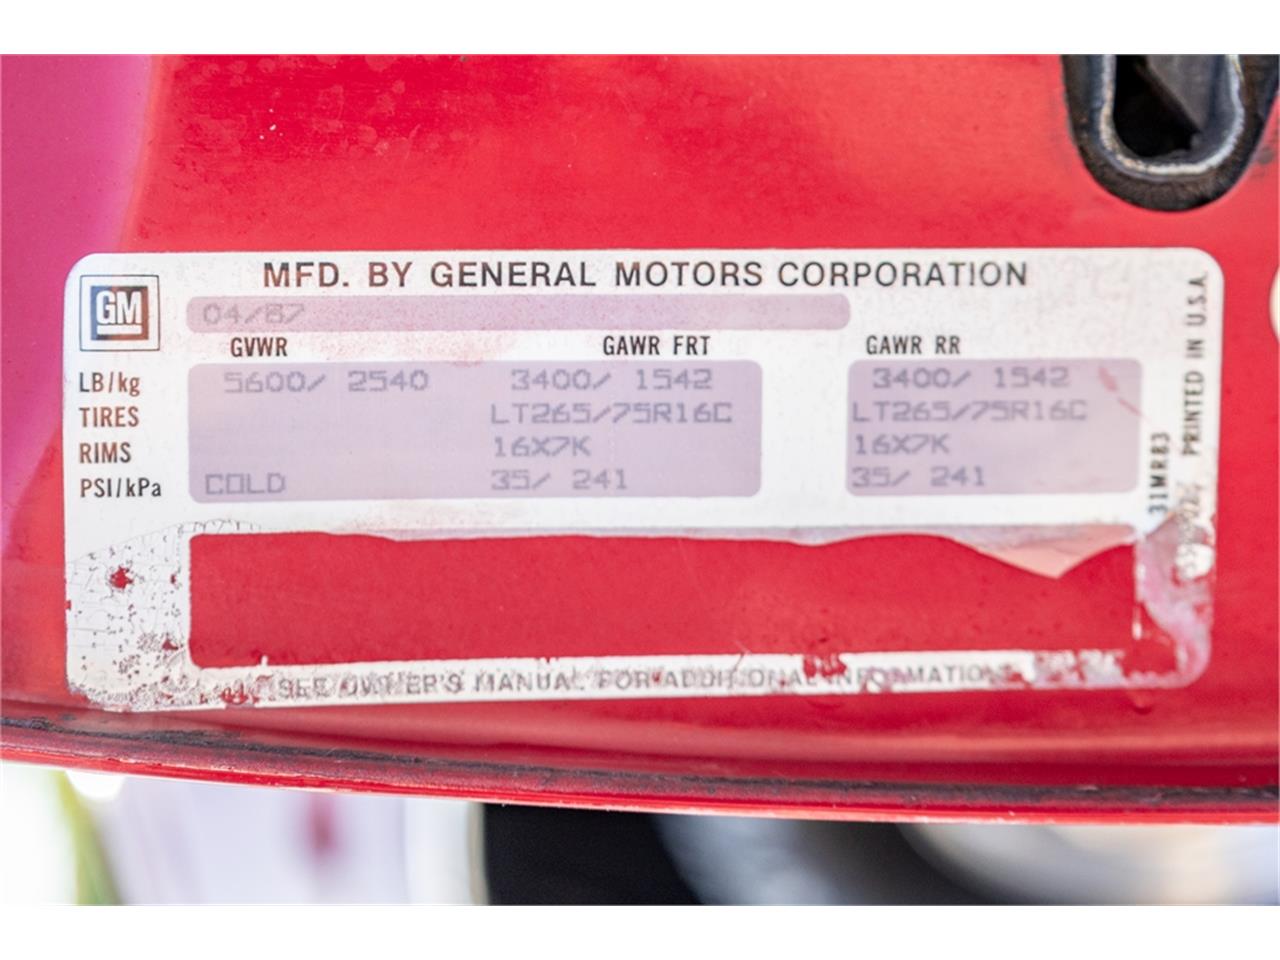 MFD. BY GENERAL MOTORS CORPORATION
GM
04/87
GVWR GAWR FRT GAWR RR
LB/kg 5600/ 2540 3400/ 1542 3400/ 1542
TIRES LT265/75R16C LT265/75R16C
RIMS 16X7K 16X7K
PSI/kPa COLD 35/ 241 35/ 241
SEE OWNER'S MANUAL FOR ADDITIONAL INFORMATION
31MR83
PRINTED IN U.S.A.